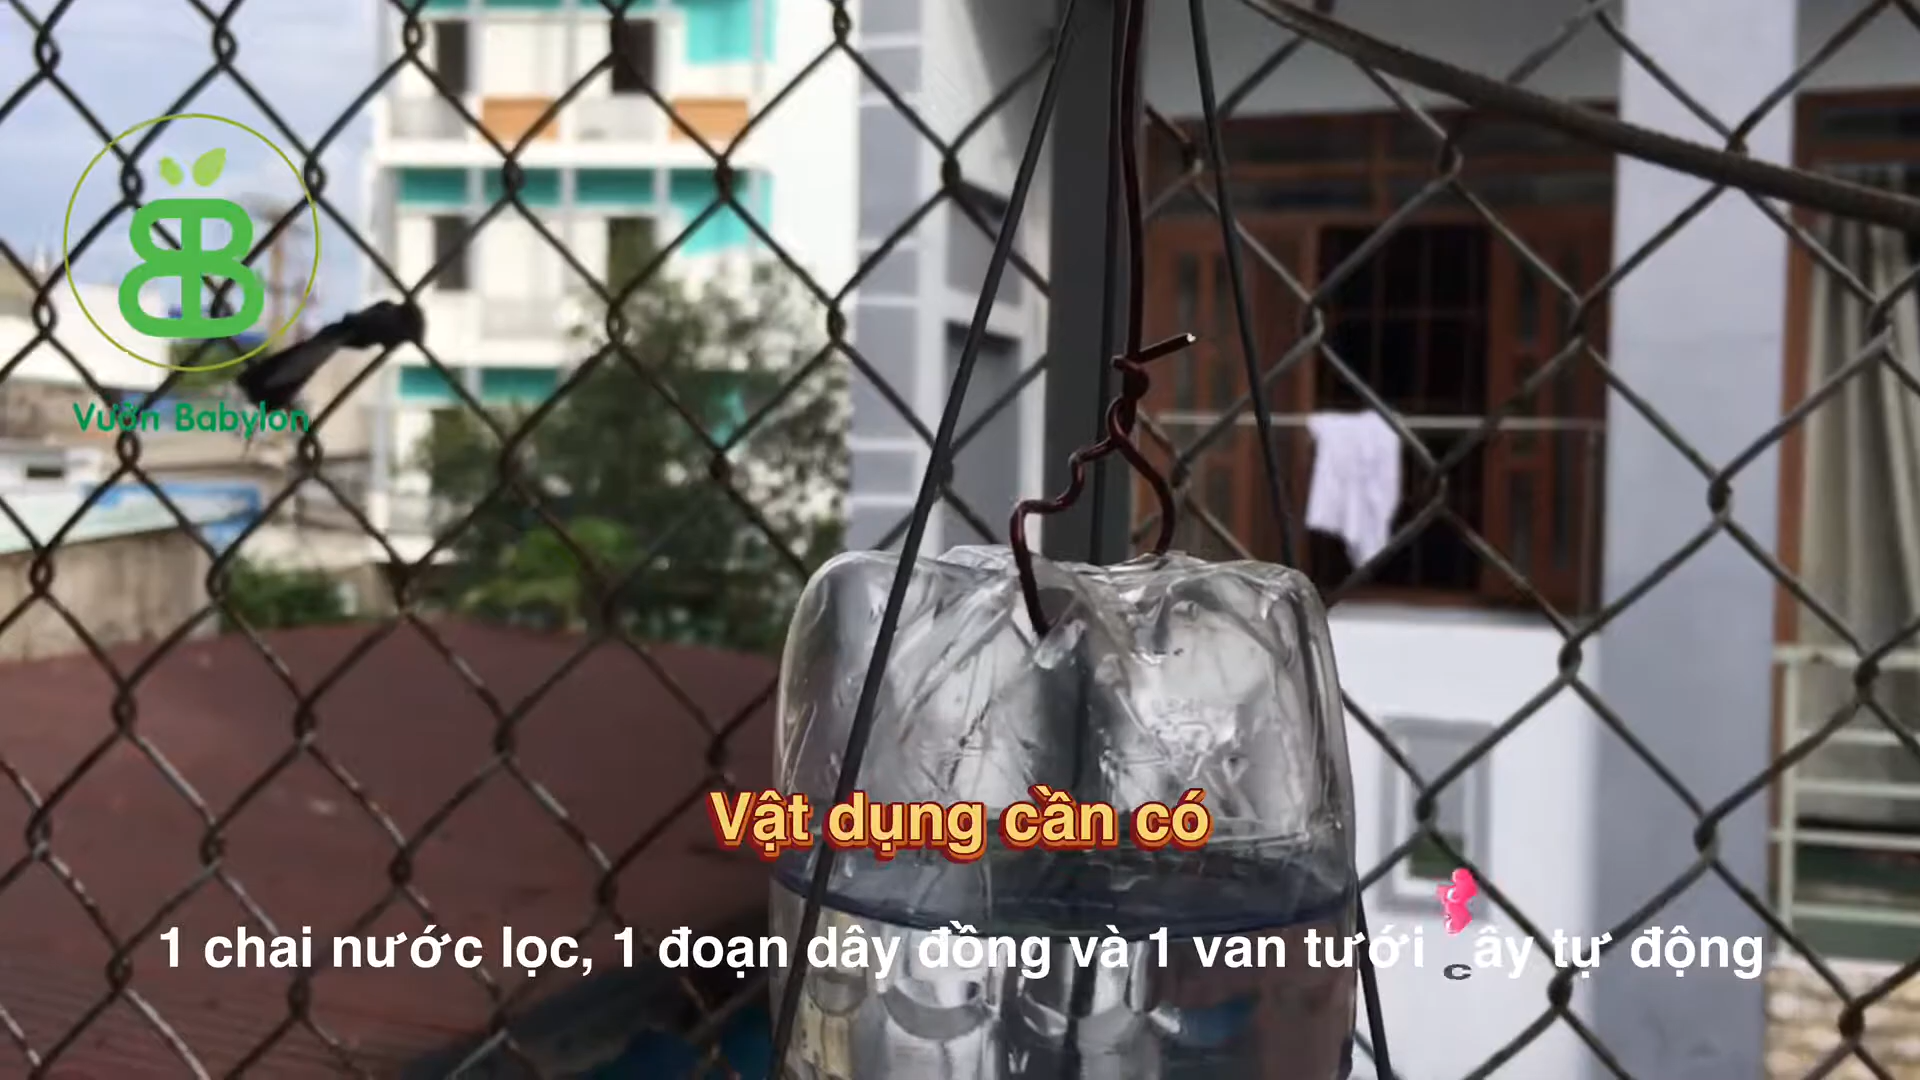 Vườn Babylon
Vật dụng cần có
1 chai nước lọc, 1 đoạn dây đồng và 1 van tưới cây tự động